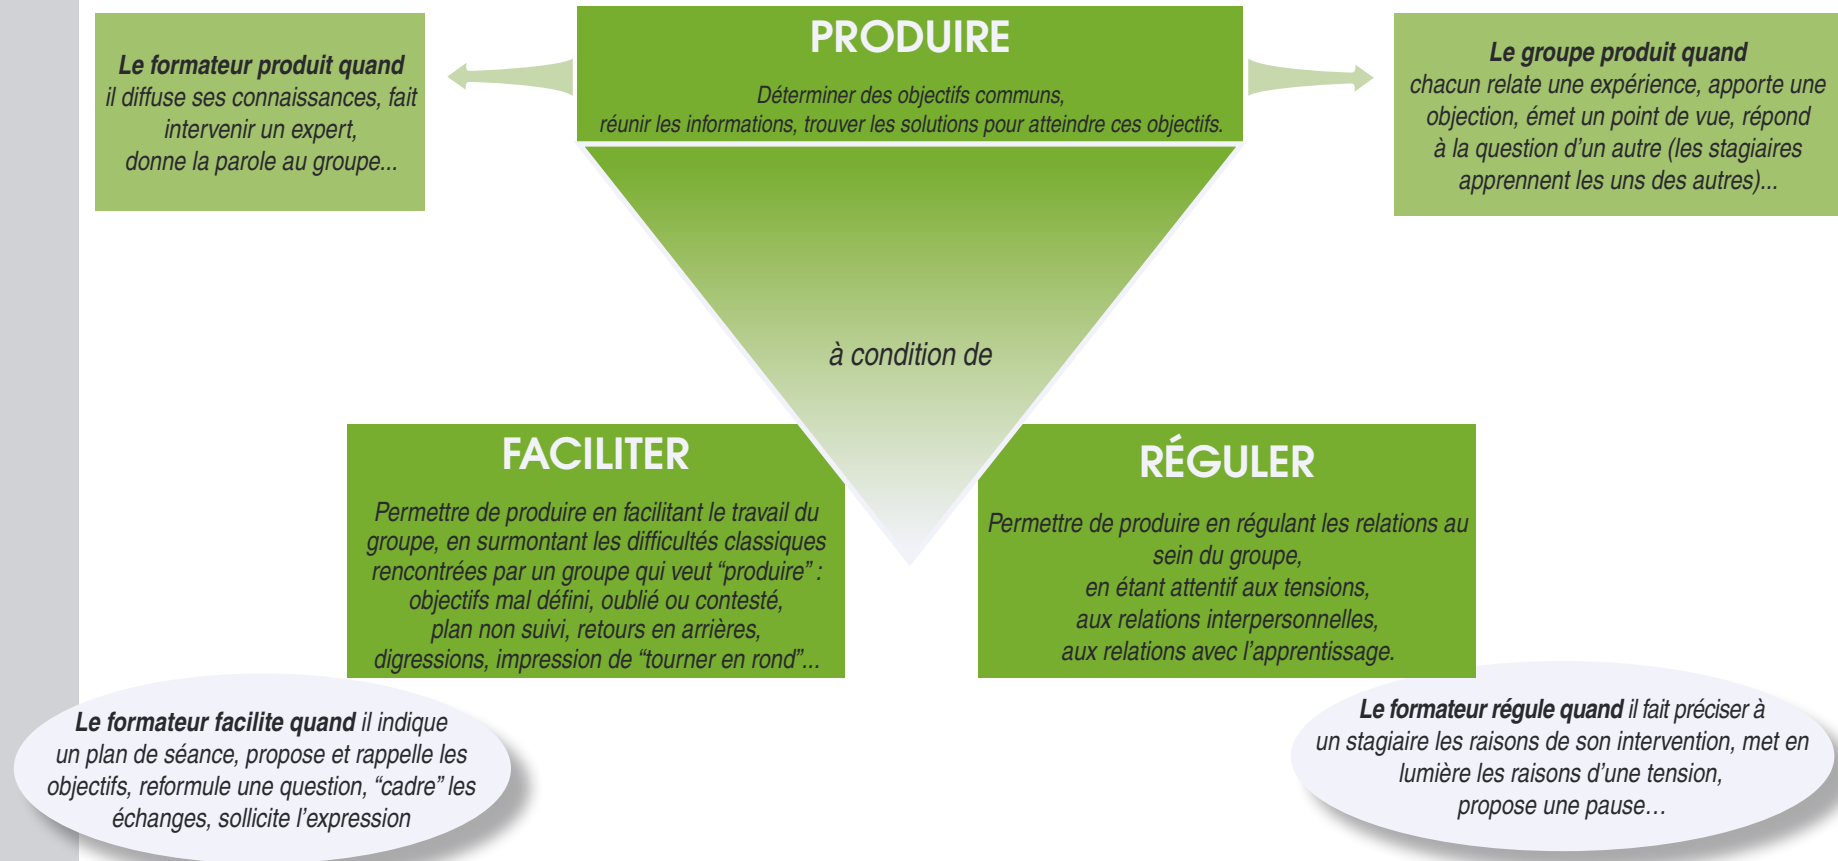 PRODUIRE
Déterminer des objectifs communs,
réunir les informations, trouver les solutions pour atteindre ces objectifs.
Le formateur produit quand
il diffuse ses connaissances, fait
intervenir un expert,
donne la parole au groupe...
Le groupe produit quand
chacun relate une expérience, apporte une
objection, émet un point de vue, répond
à la question d’un autre (les stagiaires
apprennent les uns des autres)...
à condition de
FACILITER
Permettre de produire en facilitant le travail du
groupe, en surmontant les difficultés classiques
rencontrées par un groupe qui veut “produire” :
objectifs mal défini, oublié ou contesté,
plan non suivi, retours en arrières,
digressions, impression de “tourner en rond”...
RÉGULER
Permettre de produire en régulant les relations au
sein du groupe,
en étant attentif aux tensions,
aux relations interpersonnelles,
aux relations avec l’apprentissage.
Le formateur facilite quand il indique
un plan de séance, propose et rappelle les
objectifs, reformule une question, “cadre” les
échanges, sollicite l’expression
Le formateur régule quand il fait préciser à
un stagiaire les raisons de son intervention, met en
lumière les raisons d’une tension,
propose une pause…